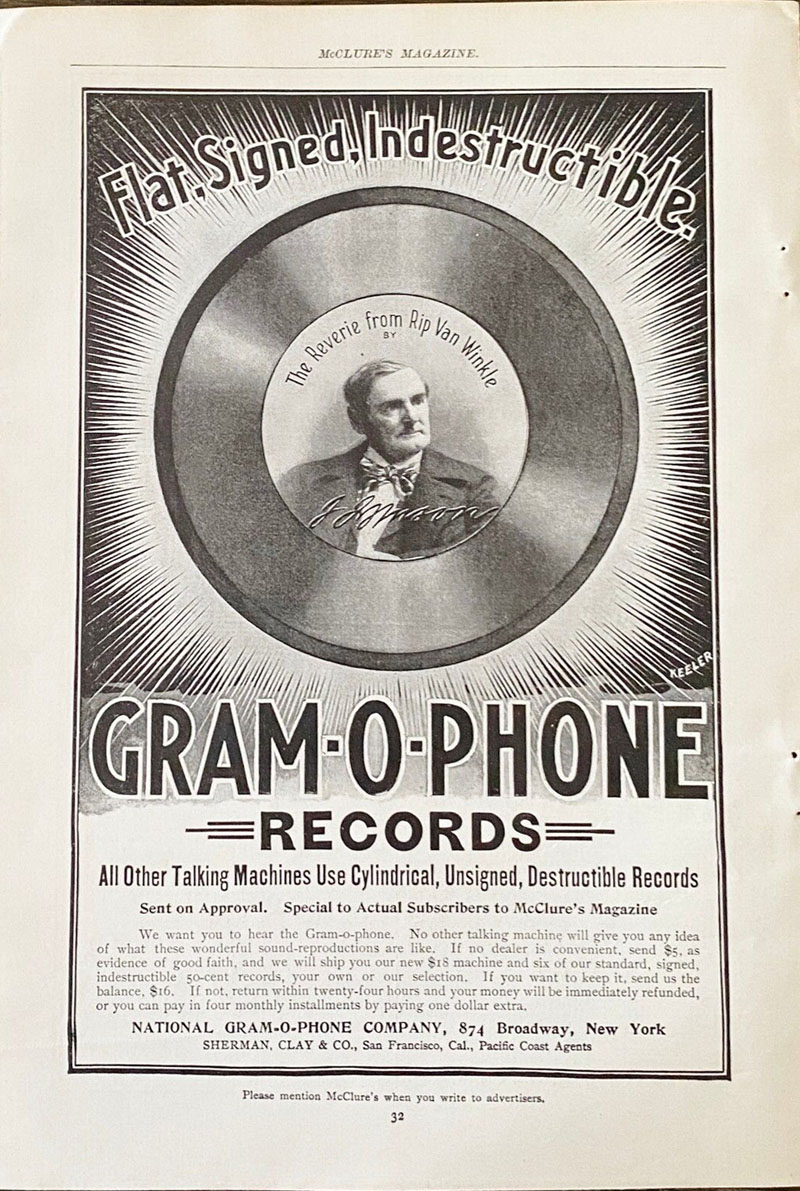 McCLURE'S MAGAZINE.
Flat, Signed, Indestructible.
The Reverie from Rip Van Winkle
BY
KEELER
GRAM-O-PHONE
RECORDS
All Other Talking Machines Use Cylindrical, Unsigned, Destructible Records
Sent on Approval. Special to Actual Subscribers to McClure's Magazine
We want you to hear the Gram-o-phone. No other talking machine will give you any idea
of what these wonderful sound-reproductions are like. If no dealer is convenient, send $5, as
evidence of good faith, and we will ship you our new $18 machine and six of our standard, signed,
indestructible 50-cent records, your own or our selection. If you want to keep it, send us the
balance, $16. If not, return within twenty-four hours and your money will be immediately refunded,
or you can pay in four monthly installments by paying one dollar extra.
NATIONAL GRAM-O-PHONE COMPANY, 874 Broadway, New York
SHERMAN, CLAY & CO., San Francisco, Cal., Pacific Coast Agents
Please mention McClure's when you write to advertisers.
32